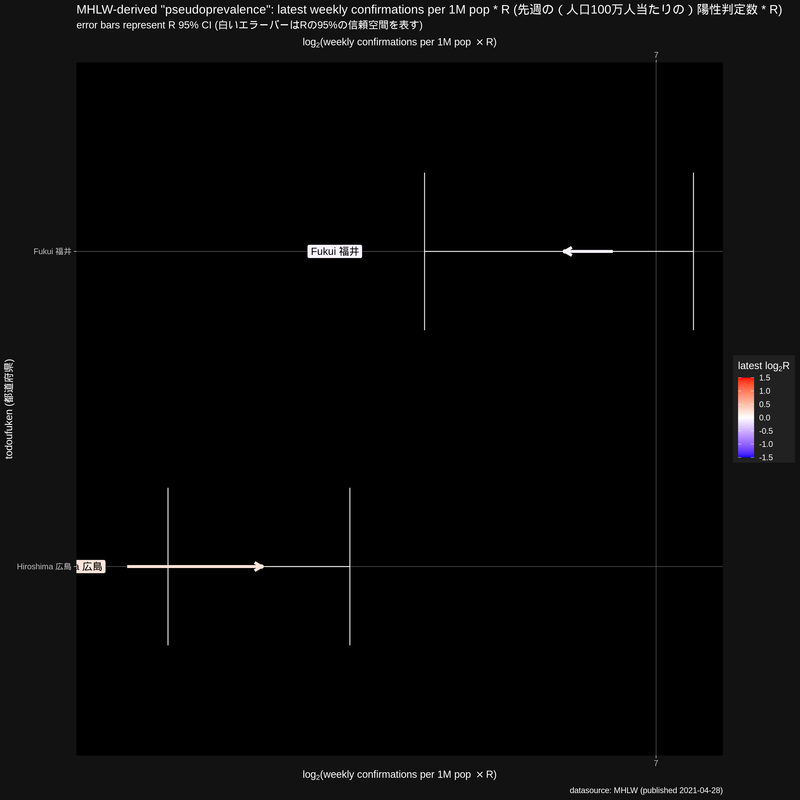 MHLW-derived "pseudoprevalence": latest weekly confirmations per 1M pop * R (先週の ( 人口100万人当たりの ) 陽性判定数 * R)
error bars represent R 95% CI (白いエラーバーはRの95%の信頼空間を表す)
log2(weekly confirmations per 1M pop × R)
7
Fukui 福井
Fukui 福井
todoufuken (都道府県)
latest log2R
1.5
1.0
0.5
0.0
-0.5
-1.0
-1.5
Hiroshima 広島
広島
7
log2(weekly confirmations per 1M pop × R)
datasource: MHLW (published 2021-04-28)